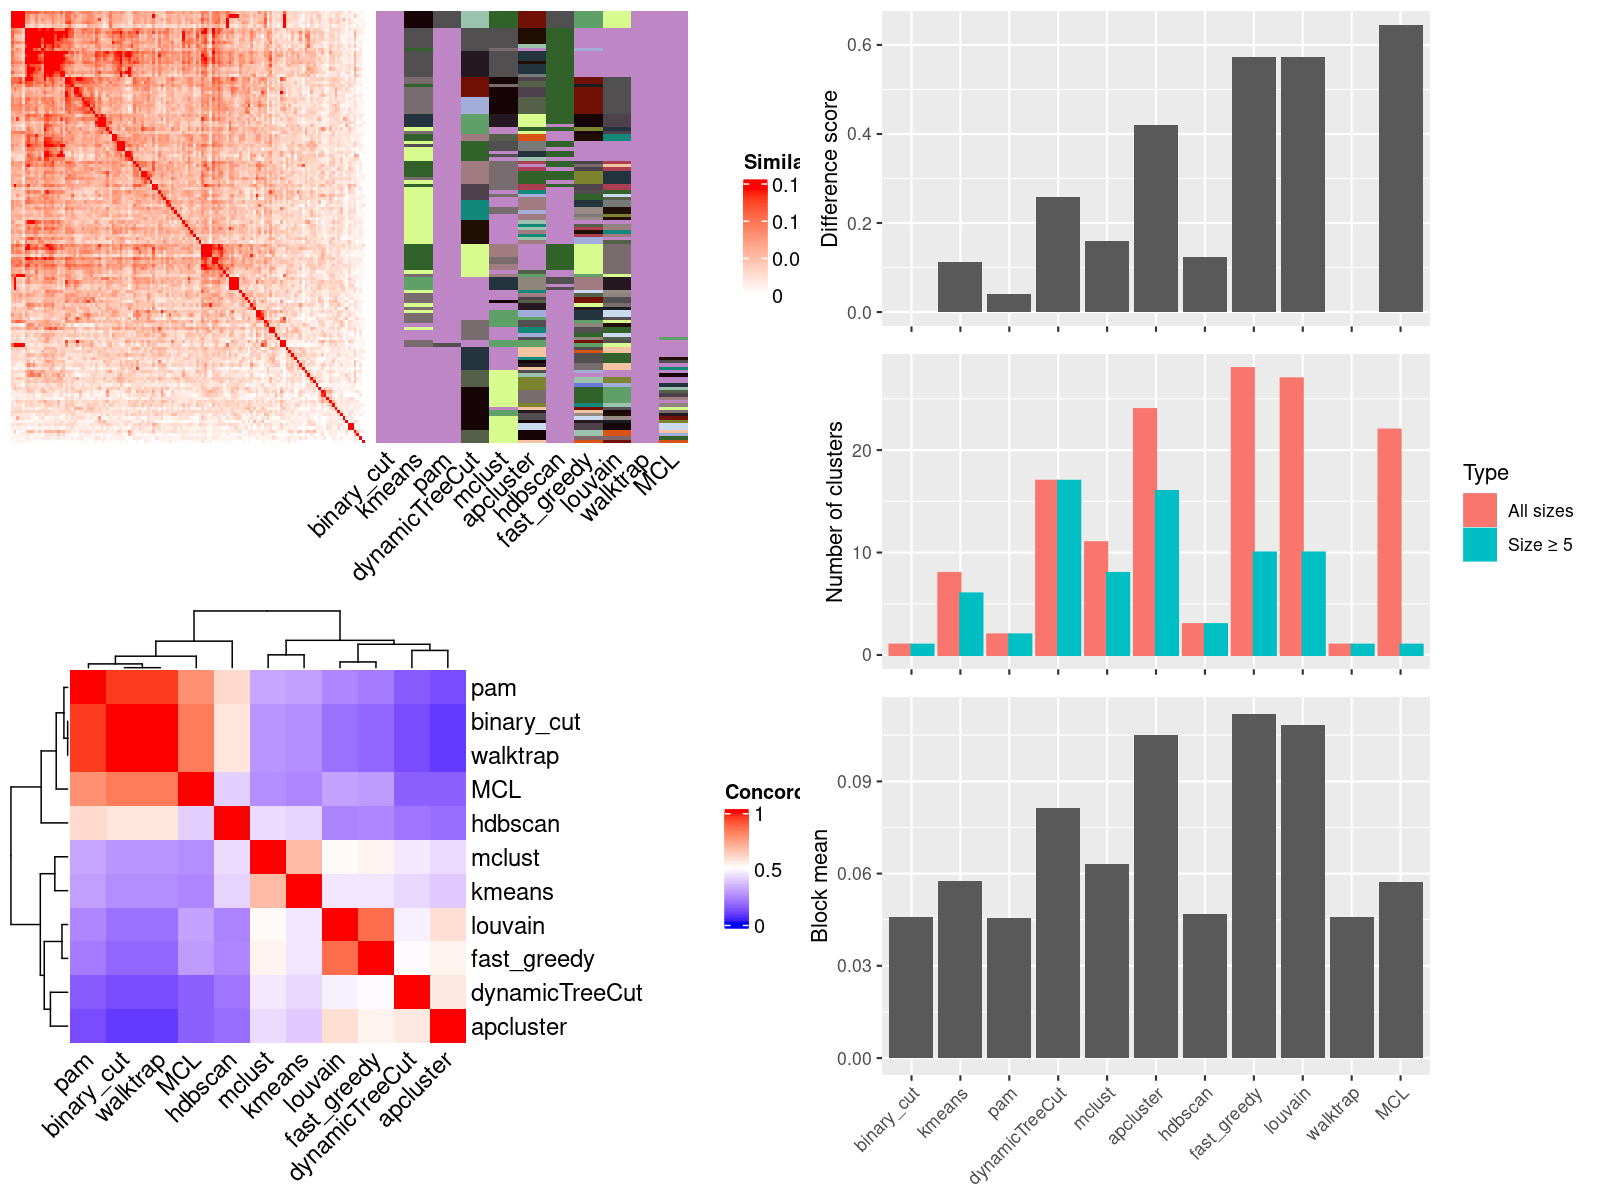 Simila
0.1
0.1
0.0
0
binary_cut
kmeans
pam
dynamicTreeCut
mclust
apcluster
hdbscan
fast_greedy
louvain
walktrap
MCL
Difference score
0.6
0.4
0.2
0.0
Number of clusters
20
10
0
Type
All sizes
Size ≥ 5
pam
binary_cut
walktrap
MCL
hdbscan
mclust
kmeans
louvain
fast_greedy
dynamicTreeCut
apcluster
pam
binary_cut
walktrap
MCL
hdbscan
mclust
kmeans
louvain
fast_greedy
dynamicTreeCut
apcluster
Concord
1
0.5
0
Block mean
0.09
0.06
0.03
0.00
binary_cut
kmeans
pam
dynamicTreeCut
mclust
apcluster
hdbscan
fast_greedy
louvain
walktrap
MCL